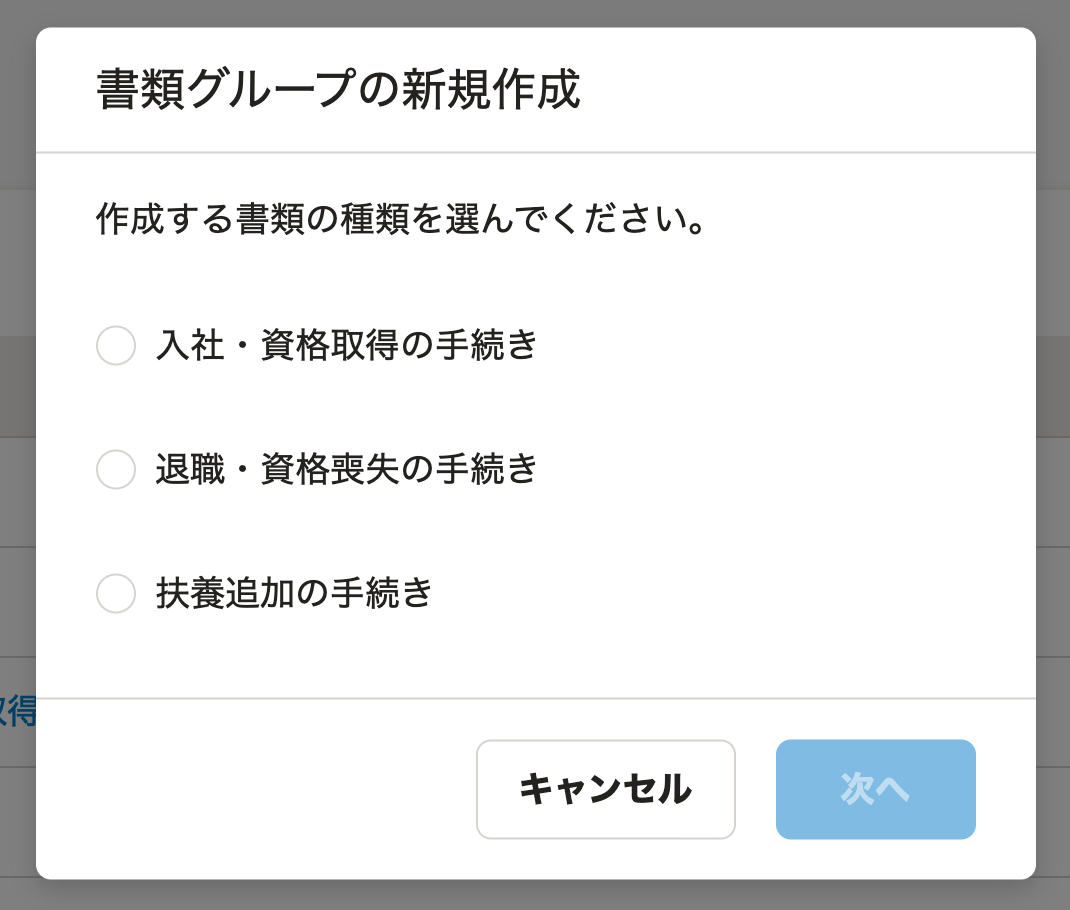 書類グループの新規作成
作成する書類の種類を選んでください。
入社・資格取得の手続き
退職・資格喪失の手続き
扶養追加の手続き
取得
キャンセル
次へ